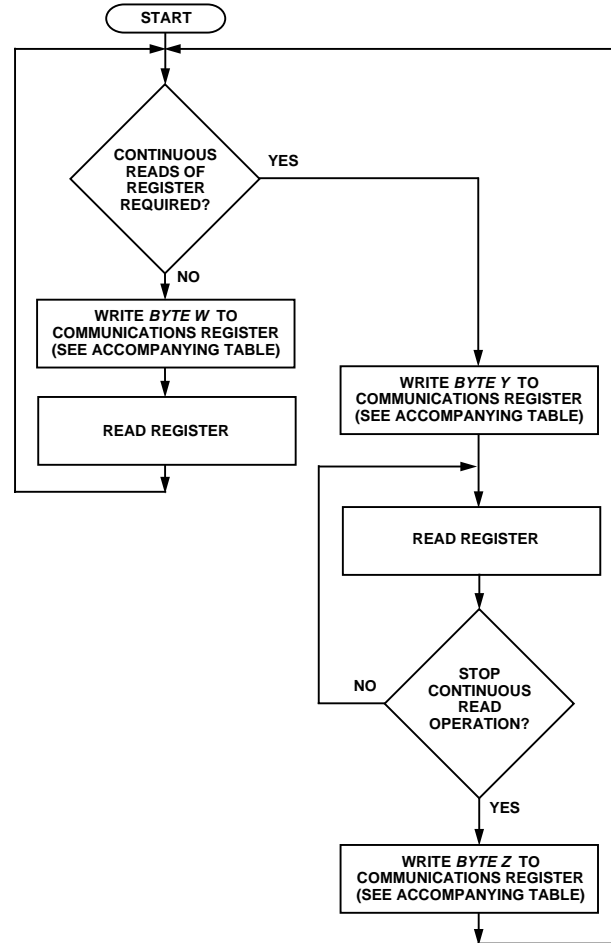 START
CONTINUOUS
READS OF
REGISTER
REQUIRED?
YES
NO
WRITE BYTE W TO
COMMUNICATIONS REGISTER
(SEE ACCOMPANYING TABLE)
READ REGISTER
WRITE BYTE Y TO
COMMUNICATIONS REGISTER
(SEE ACCOMPANYING TABLE)
READ REGISTER
STOP
CONTINUOUS
READ
OPERATION?
NO
YES
WRITE BYTE Z TO
COMMUNICATIONS REGISTER
(SEE ACCOMPANYING TABLE)